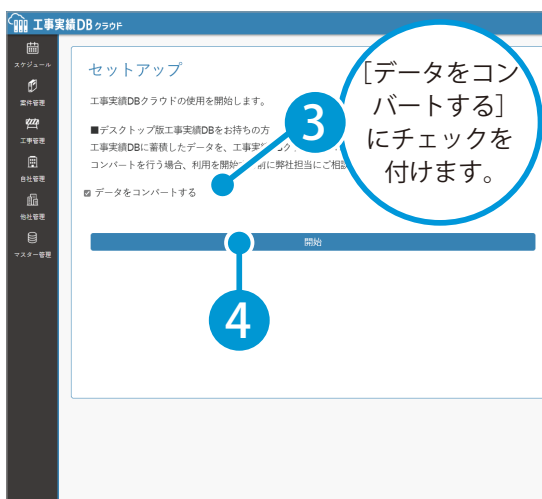 工事実績DB クラウド
スケジュール
案件管理
工事管理
自社管理
他社管理
マスター管理
セットアップ
工事実績DBクラウドの使用を開始します。
■デスクトップ版工事実績DBをお持ちの方
工事実績DBに蓄積したデータを、工事実
コンバートを行う場合、利用を開始 前に弊社担当にご相談
データをコンバートする
開始
3
[データをコン
バートする]
にチェックを
付けます。
4